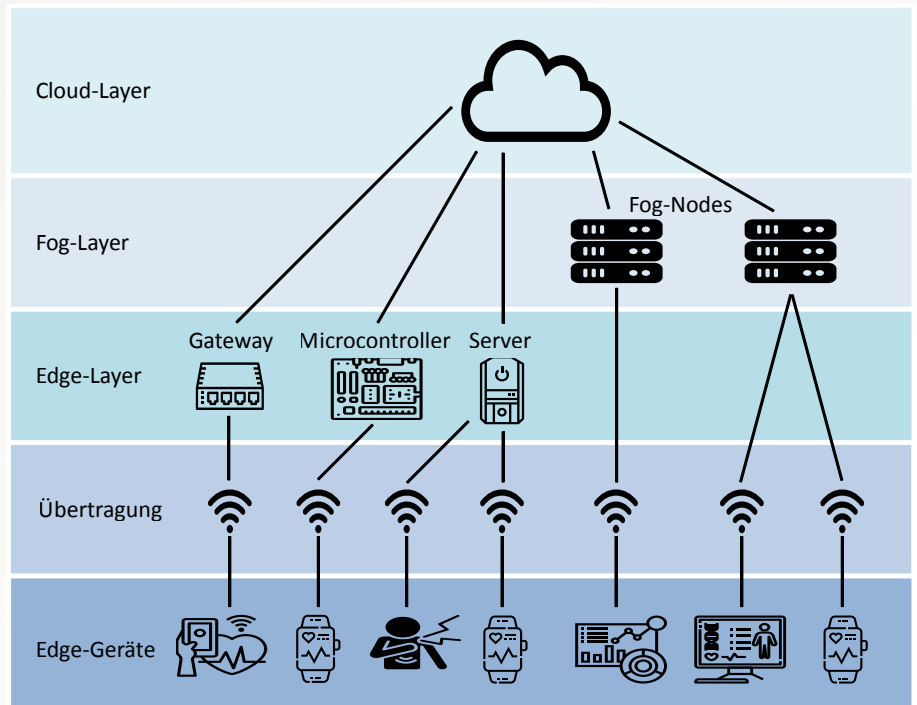 Cloud-Layer
Fog-Nodes
Fog-Layer
Gateway Microcontroller Server
Edge-Layer
Übertragung
Edge-Geräte